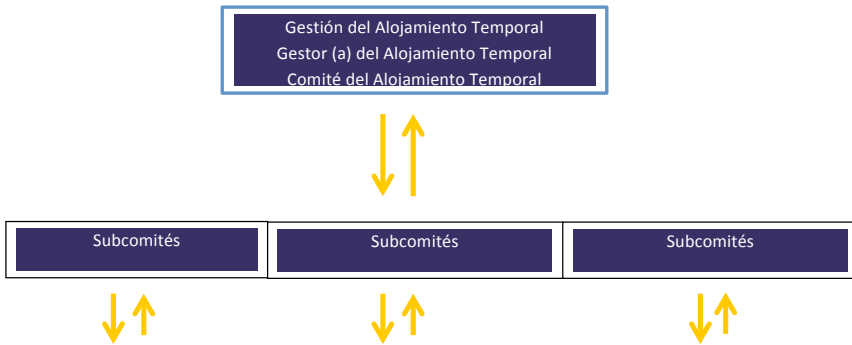 Gestión del Alojamiento Temporal
Gestor (a) del Alojamiento Temporal
Comité del Alojamiento Temporal
Subcomités
Subcomités
Subcomités